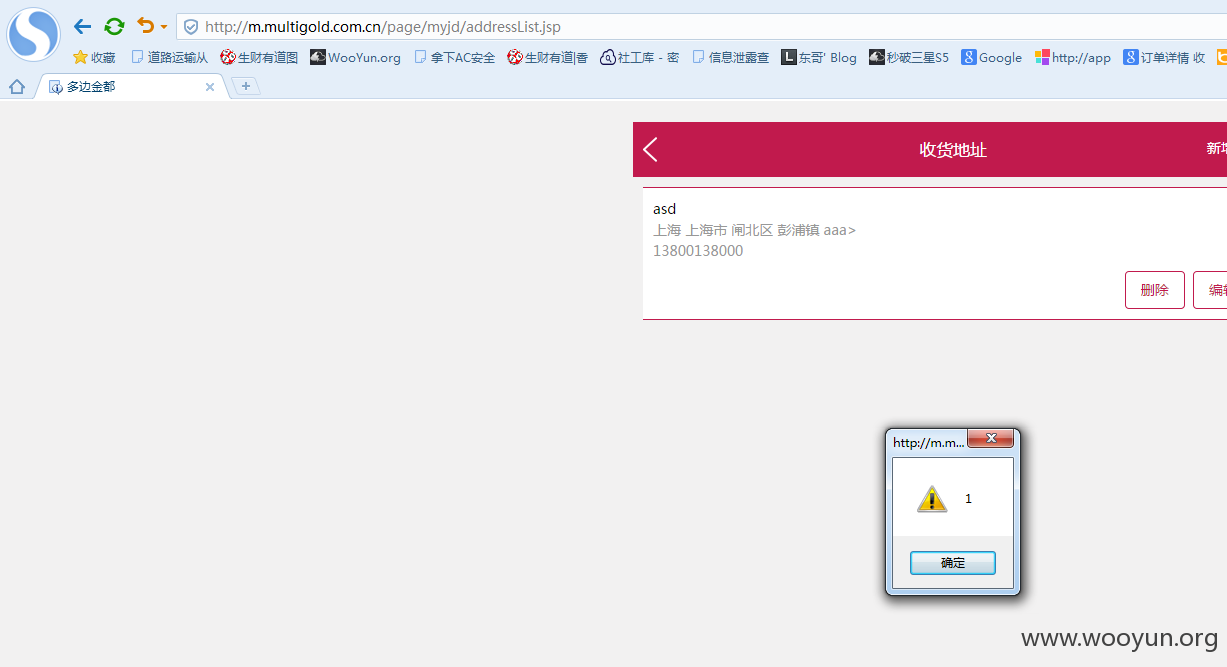 http://m.multigold.com.cn/page/myjd/addressList.jsp
收藏 道路运输从 生财有道图 WooYun.org 拿下AC安全 生财有道|香 社工库 - 密 信息泄露查 东哥' Blog 秒破三星S5 Google http://app 订单详情 收
多边金都
收货地址 新增
asd
上海 上海市 闸北区 彭浦镇 aaa>
13800138000
删除 编辑
http://m.m...
1
确定
www.wooyun.org